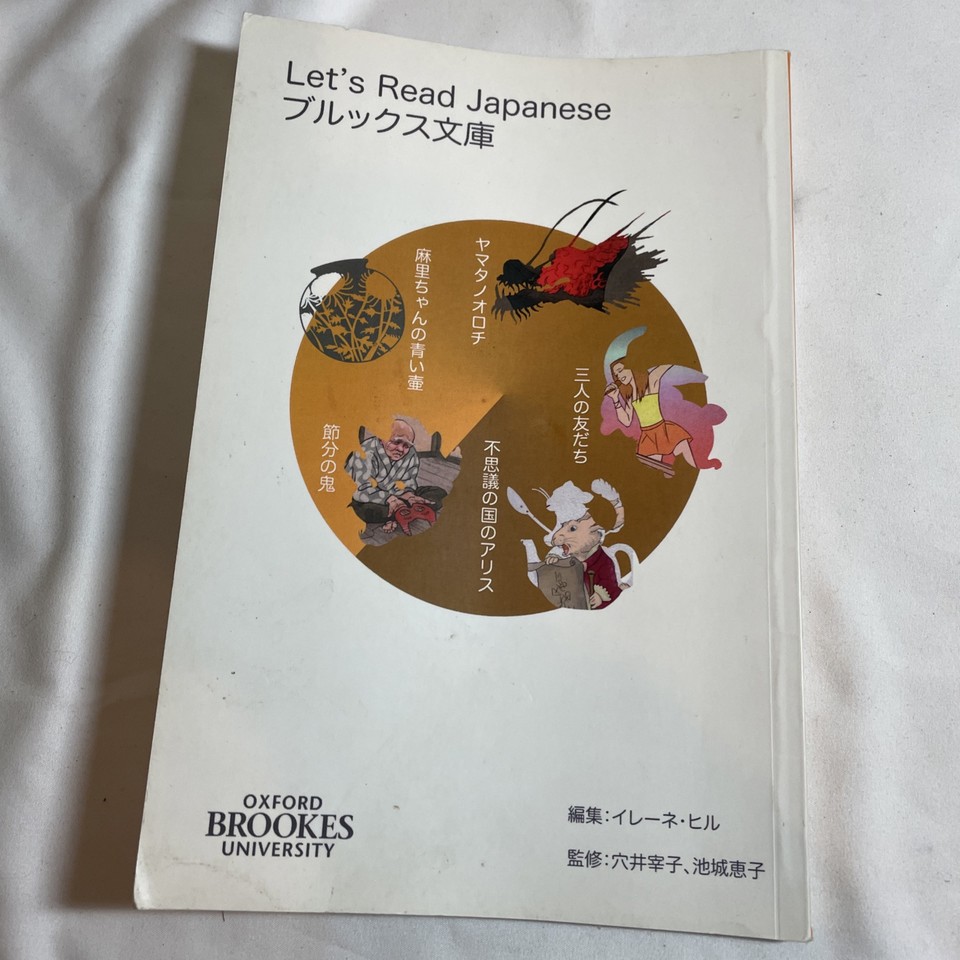 Let's Read Japanese
ブルックス文庫
ヤマタノオロチ
麻里ちゃんの青い壷
三人の友だち
不思議の国のアリス
節分の鬼
OXFORD
BROOKES
UNIVERSITY
編集：イレーネ・ヒル
監修：穴井宰子、池城恵子